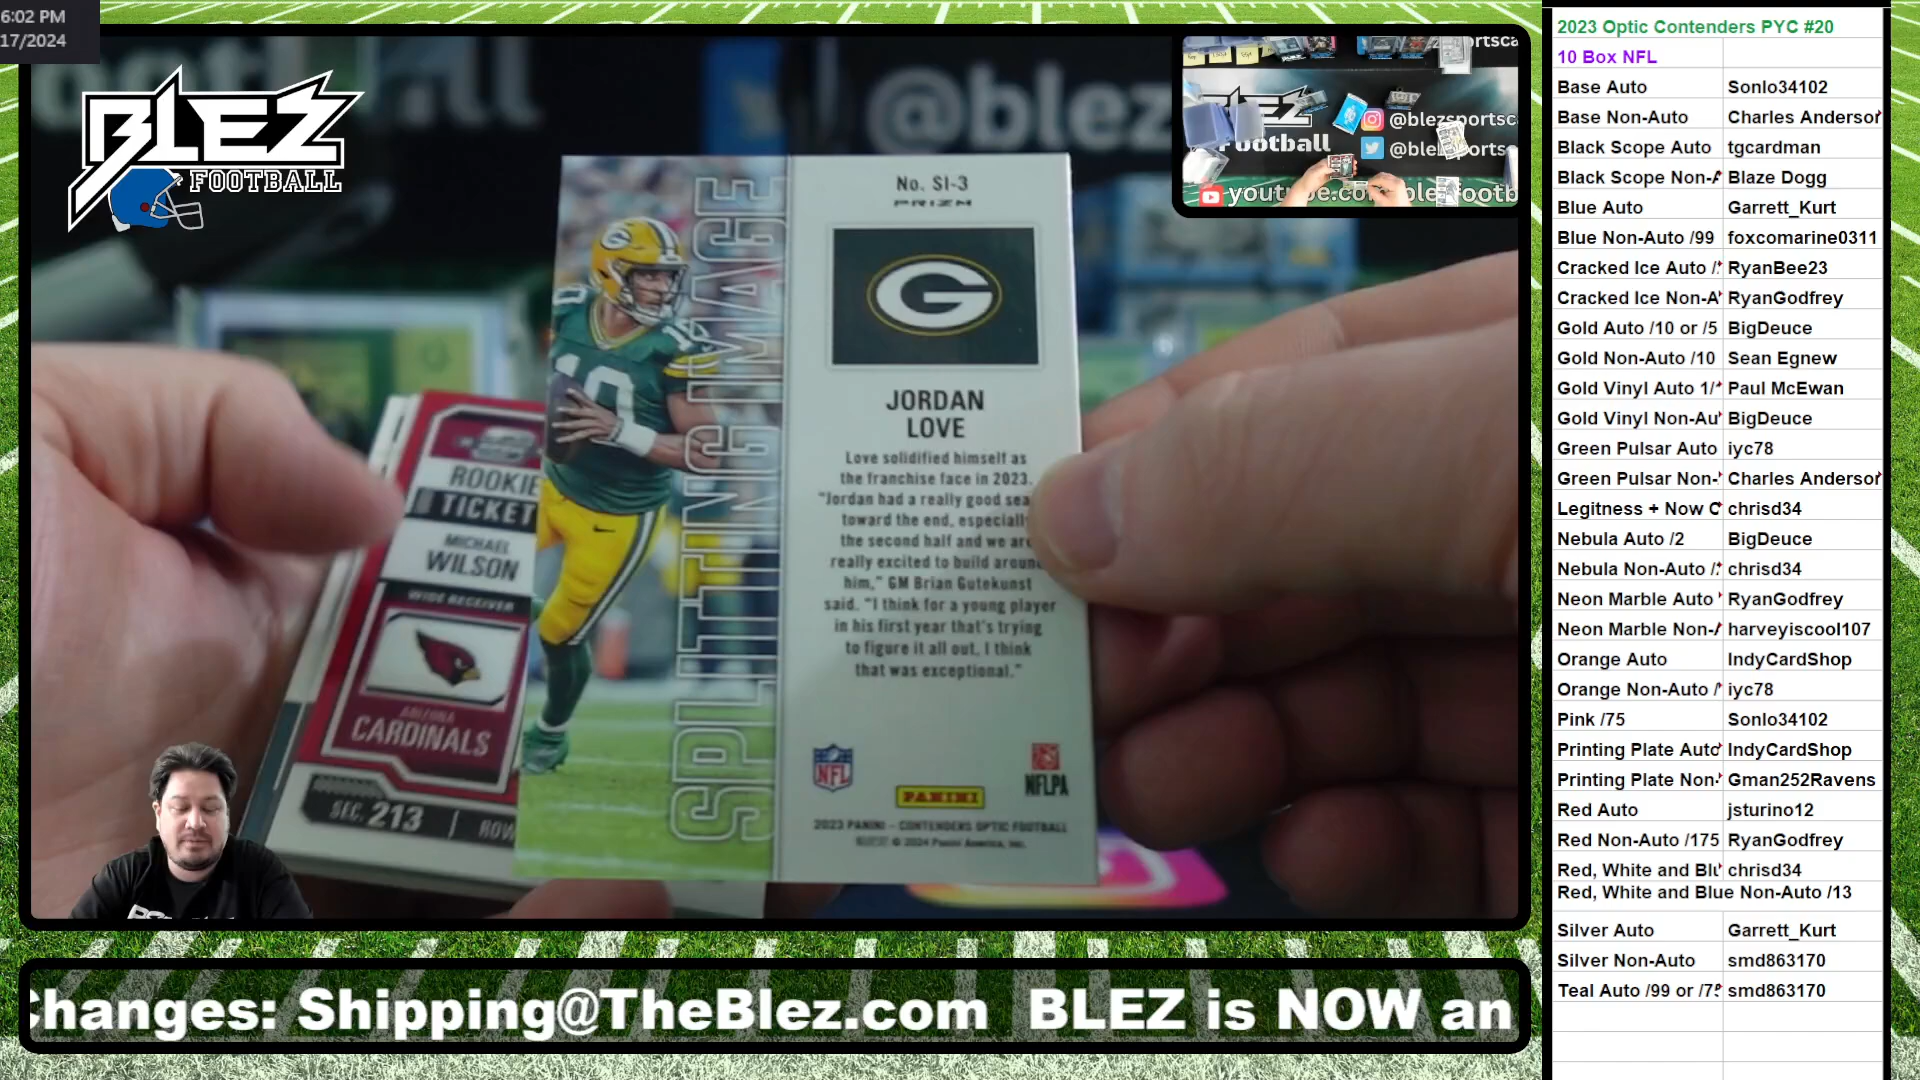 6:02 PM
17/2024
BLEZ
FOOTBALL
@blez
ROOKIE
TICKET
MICHAEL
WILSON
WIDE RECEIVER
ARIZONA
CARDINALS
SEC. 213 | ROW
SPLITTING IMAGE
10
No. SI-3
PRIZM
G
JORDAN
LOVE
Love solidified himself as
the franchise face in 2023.
"Jordan had a really good sea
toward the end, especially
the second half and we are
really excited to build around
him," GM Brian Gutekunst
said. "I think for a young player
in his first year that's trying
to figure it all out, I think
that was exceptional."
NFL
PANINI
NFLPA
2023 PANINI - CONTENDERS OPTIC FOOTBALL
© 2024 Panini America, Inc.
@blezsportsca
Football
@blezsports
Changes: Shipping@TheBlez.com BLEZ is NOW an
2023 Optic Contenders PYC #20
10 Box NFL
Base Auto Sonlo34102
Base Non-Auto Charles Anderson
Black Scope Auto tgcardman
Black Scope Non-A Blaze Dogg
Blue Auto Garrett_Kurt
Blue Non-Auto /99 foxcomarine0311
Cracked Ice Auto /. RyanBee23
Cracked Ice Non-A RyanGodfrey
Gold Auto /10 or /5 BigDeuce
Gold Non-Auto /10 Sean Egnew
Gold Vinyl Auto 1/ Paul McEwan
Gold Vinyl Non-Au BigDeuce
Green Pulsar Auto iyc78
Green Pulsar Non- Charles Anderson
Legitness + Now C chrisd34
Nebula Auto /2 BigDeuce
Nebula Non-Auto /. chrisd34
Neon Marble Auto RyanGodfrey
Neon Marble Non-A harveyiscool107
Orange Auto IndyCardShop
Orange Non-Auto / iyc78
Pink /75 Sonlo34102
Printing Plate Auto IndyCardShop
Printing Plate Non- Gman252Ravens
Red Auto jsturino12
Red Non-Auto /175 RyanGodfrey
Red, White and Blu chrisd34
Red, White and Blue Non-Auto /13
Silver Auto Garrett_Kurt
Silver Non-Auto smd863170
Teal Auto /99 or /75 smd863170